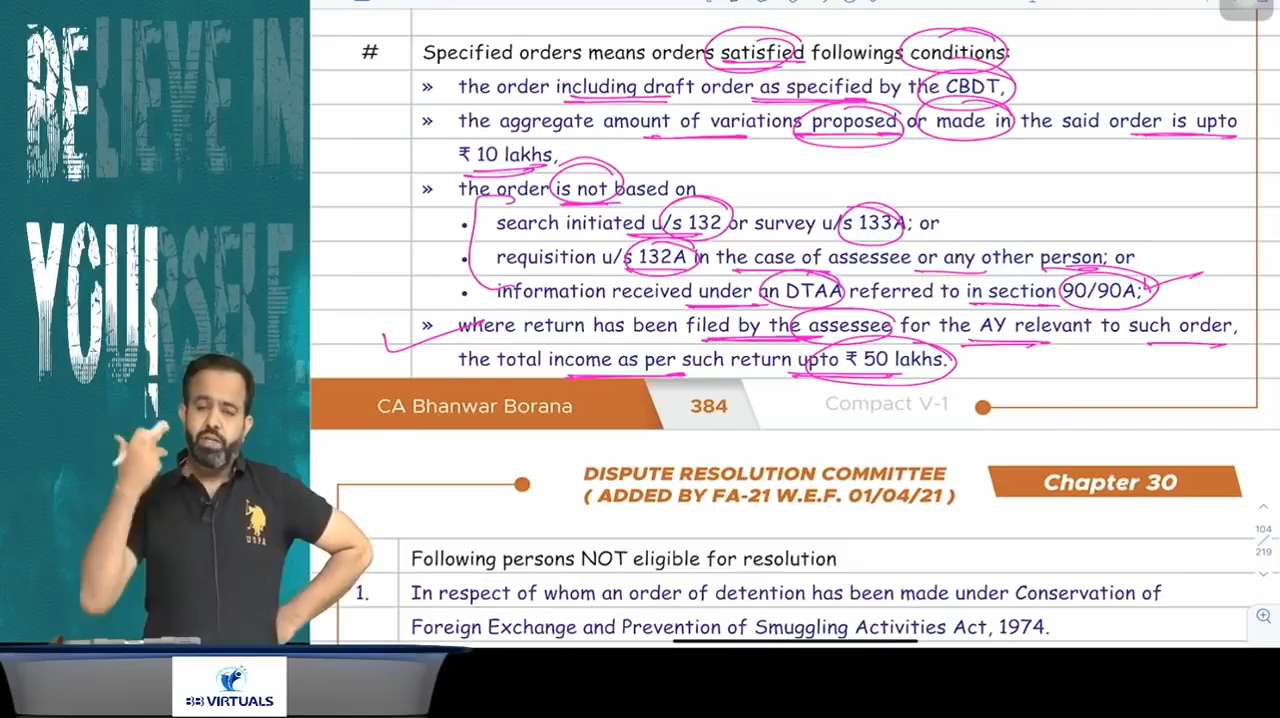 BELIEVE IN
YOURSELF
# Specified orders means orders satisfied followings conditions:
» the order including draft order as specified by the CBDT,
» the aggregate amount of variations proposed or made in the said order is upto
₹ 10 lakhs,
» the order is not based on
• search initiated u/s 132 or survey u/s 133A; or
• requisition u/s 132A in the case of assessee or any other person; or
• information received under an DTAA referred to in section 90/90A;
» where return has been filed by the assessee for the AY relevant to such order,
the total income as per such return upto ₹ 50 lakhs.
CA Bhanwar Borana 384 Compact V-1
DISPUTE RESOLUTION COMMITTEE
( ADDED BY FA-21 W.E.F. 01/04/21 )
Chapter 30
104
219
Following persons NOT eligible for resolution
1. In respect of whom an order of detention has been made under Conservation of
Foreign Exchange and Prevention of Smuggling Activities Act, 1974.
U.S.P.A.
BB VIRTUALS